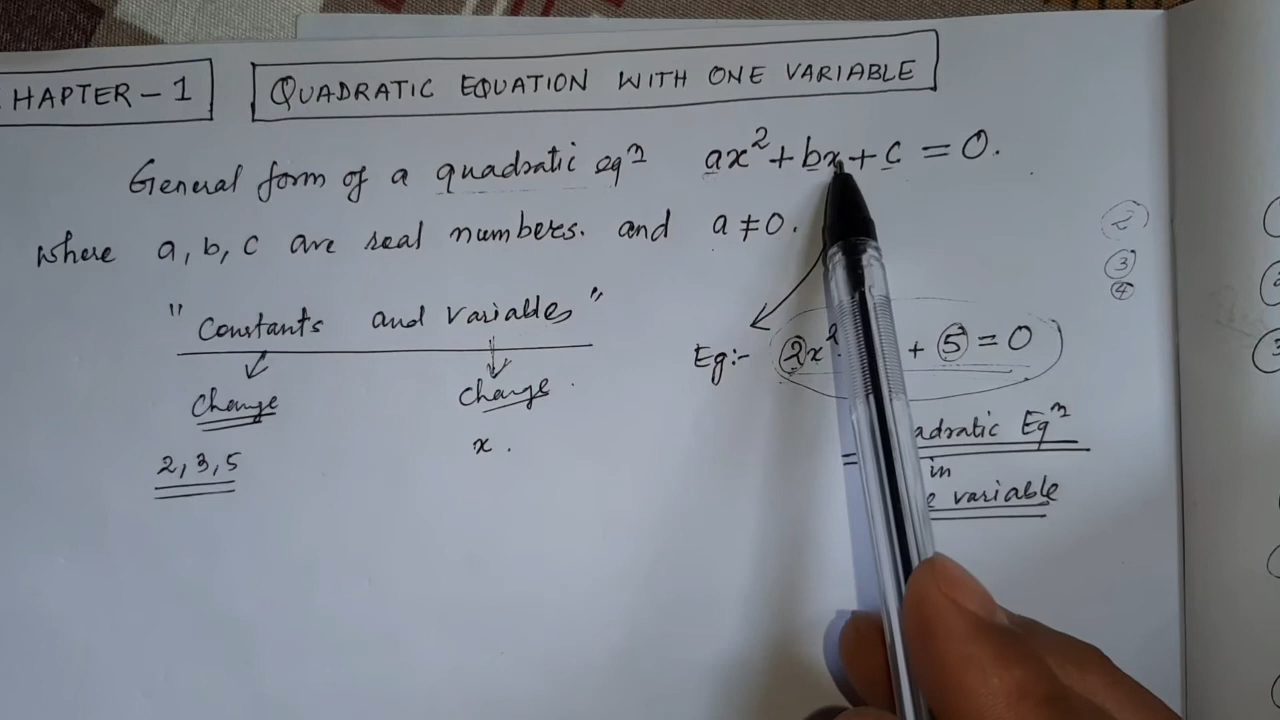 HAPTER - 1
QUADRATIC EQUATION WITH ONE VARIABLE
General form of a quadratic eqn ax² + bx + c = 0.
where a, b, c are real numbers. and a ≠ 0.
"Constants and variables"
Change
Change.
2, 3, 5
x.
Eg:- 2x² + 5 = 0
adratic Eqn
in
e variable
2
3
4